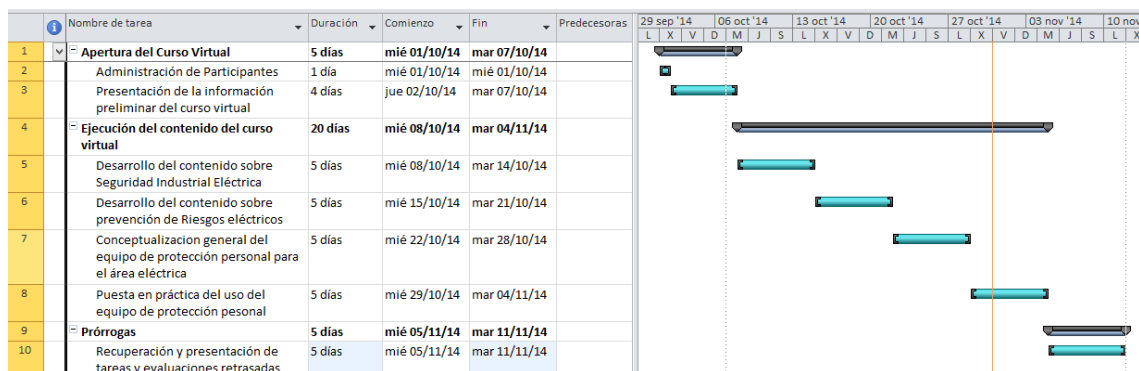 Nombre de tarea Duración Comienzo Fin Predecesoras 29 sep '14 06 oct '14 13 oct '14 20 oct '14 27 oct '14 03 nov '14 10 nov
L X V D M J S L X V D M J S L X V D M J S L X
1 Apertura del Curso Virtual 5 días mié 01/10/14 mar 07/10/14
2 Administración de Participantes 1 día mié 01/10/14 mié 01/10/14
3 Presentación de la información 4 días jue 02/10/14 mar 07/10/14
preliminar del curso virtual
4 Ejecución del contenido del curso 20 días mié 08/10/14 mar 04/11/14
virtual
5 Desarrollo del contenido sobre 5 días mié 08/10/14 mar 14/10/14
Seguridad Industrial Eléctrica
6 Desarrollo del contenido sobre 5 días mié 15/10/14 mar 21/10/14
prevención de Riesgos eléctricos
7 Conceptualizacion general del 5 días mié 22/10/14 mar 28/10/14
equipo de protección personal para
el área eléctrica
8 Puesta en práctica del uso del 5 días mié 29/10/14 mar 04/11/14
equipo de protección pesonal
9 Prórrogas 5 días mié 05/11/14 mar 11/11/14
10 Recuperación y presentación de 5 días mié 05/11/14 mar 11/11/14
tareas y evaluaciones retrasadas